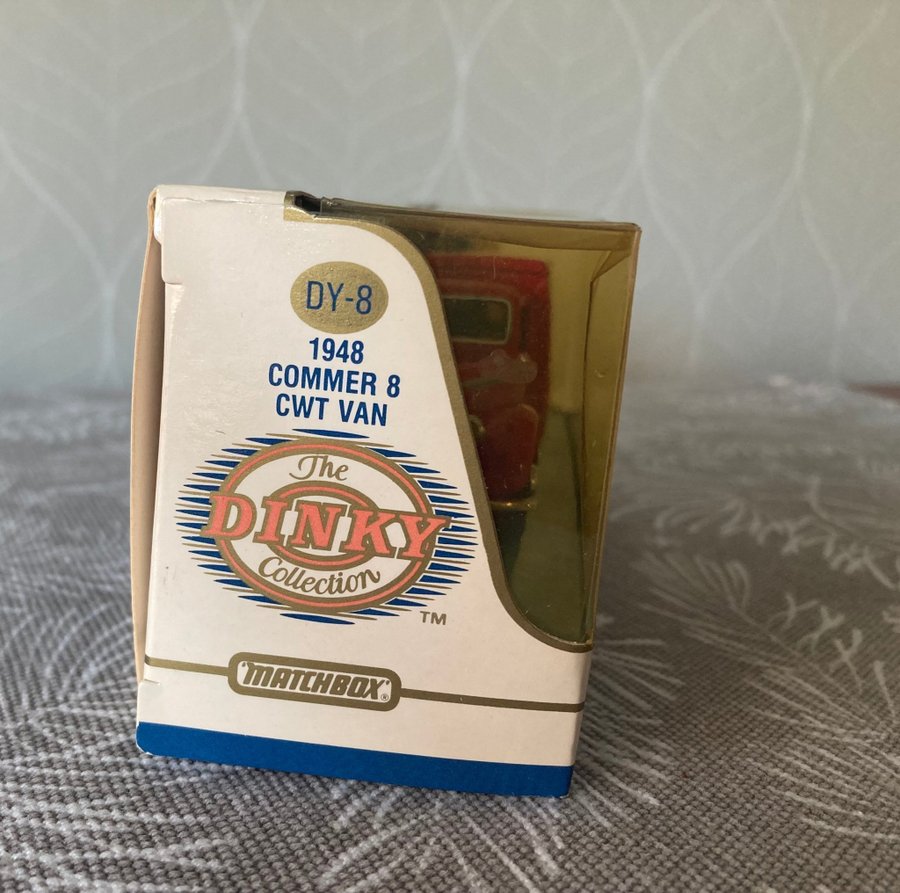 DY-8
1948
COMMER 8
CWT VAN
The
DINKY
Collection
TM
"MATCHBOX"®